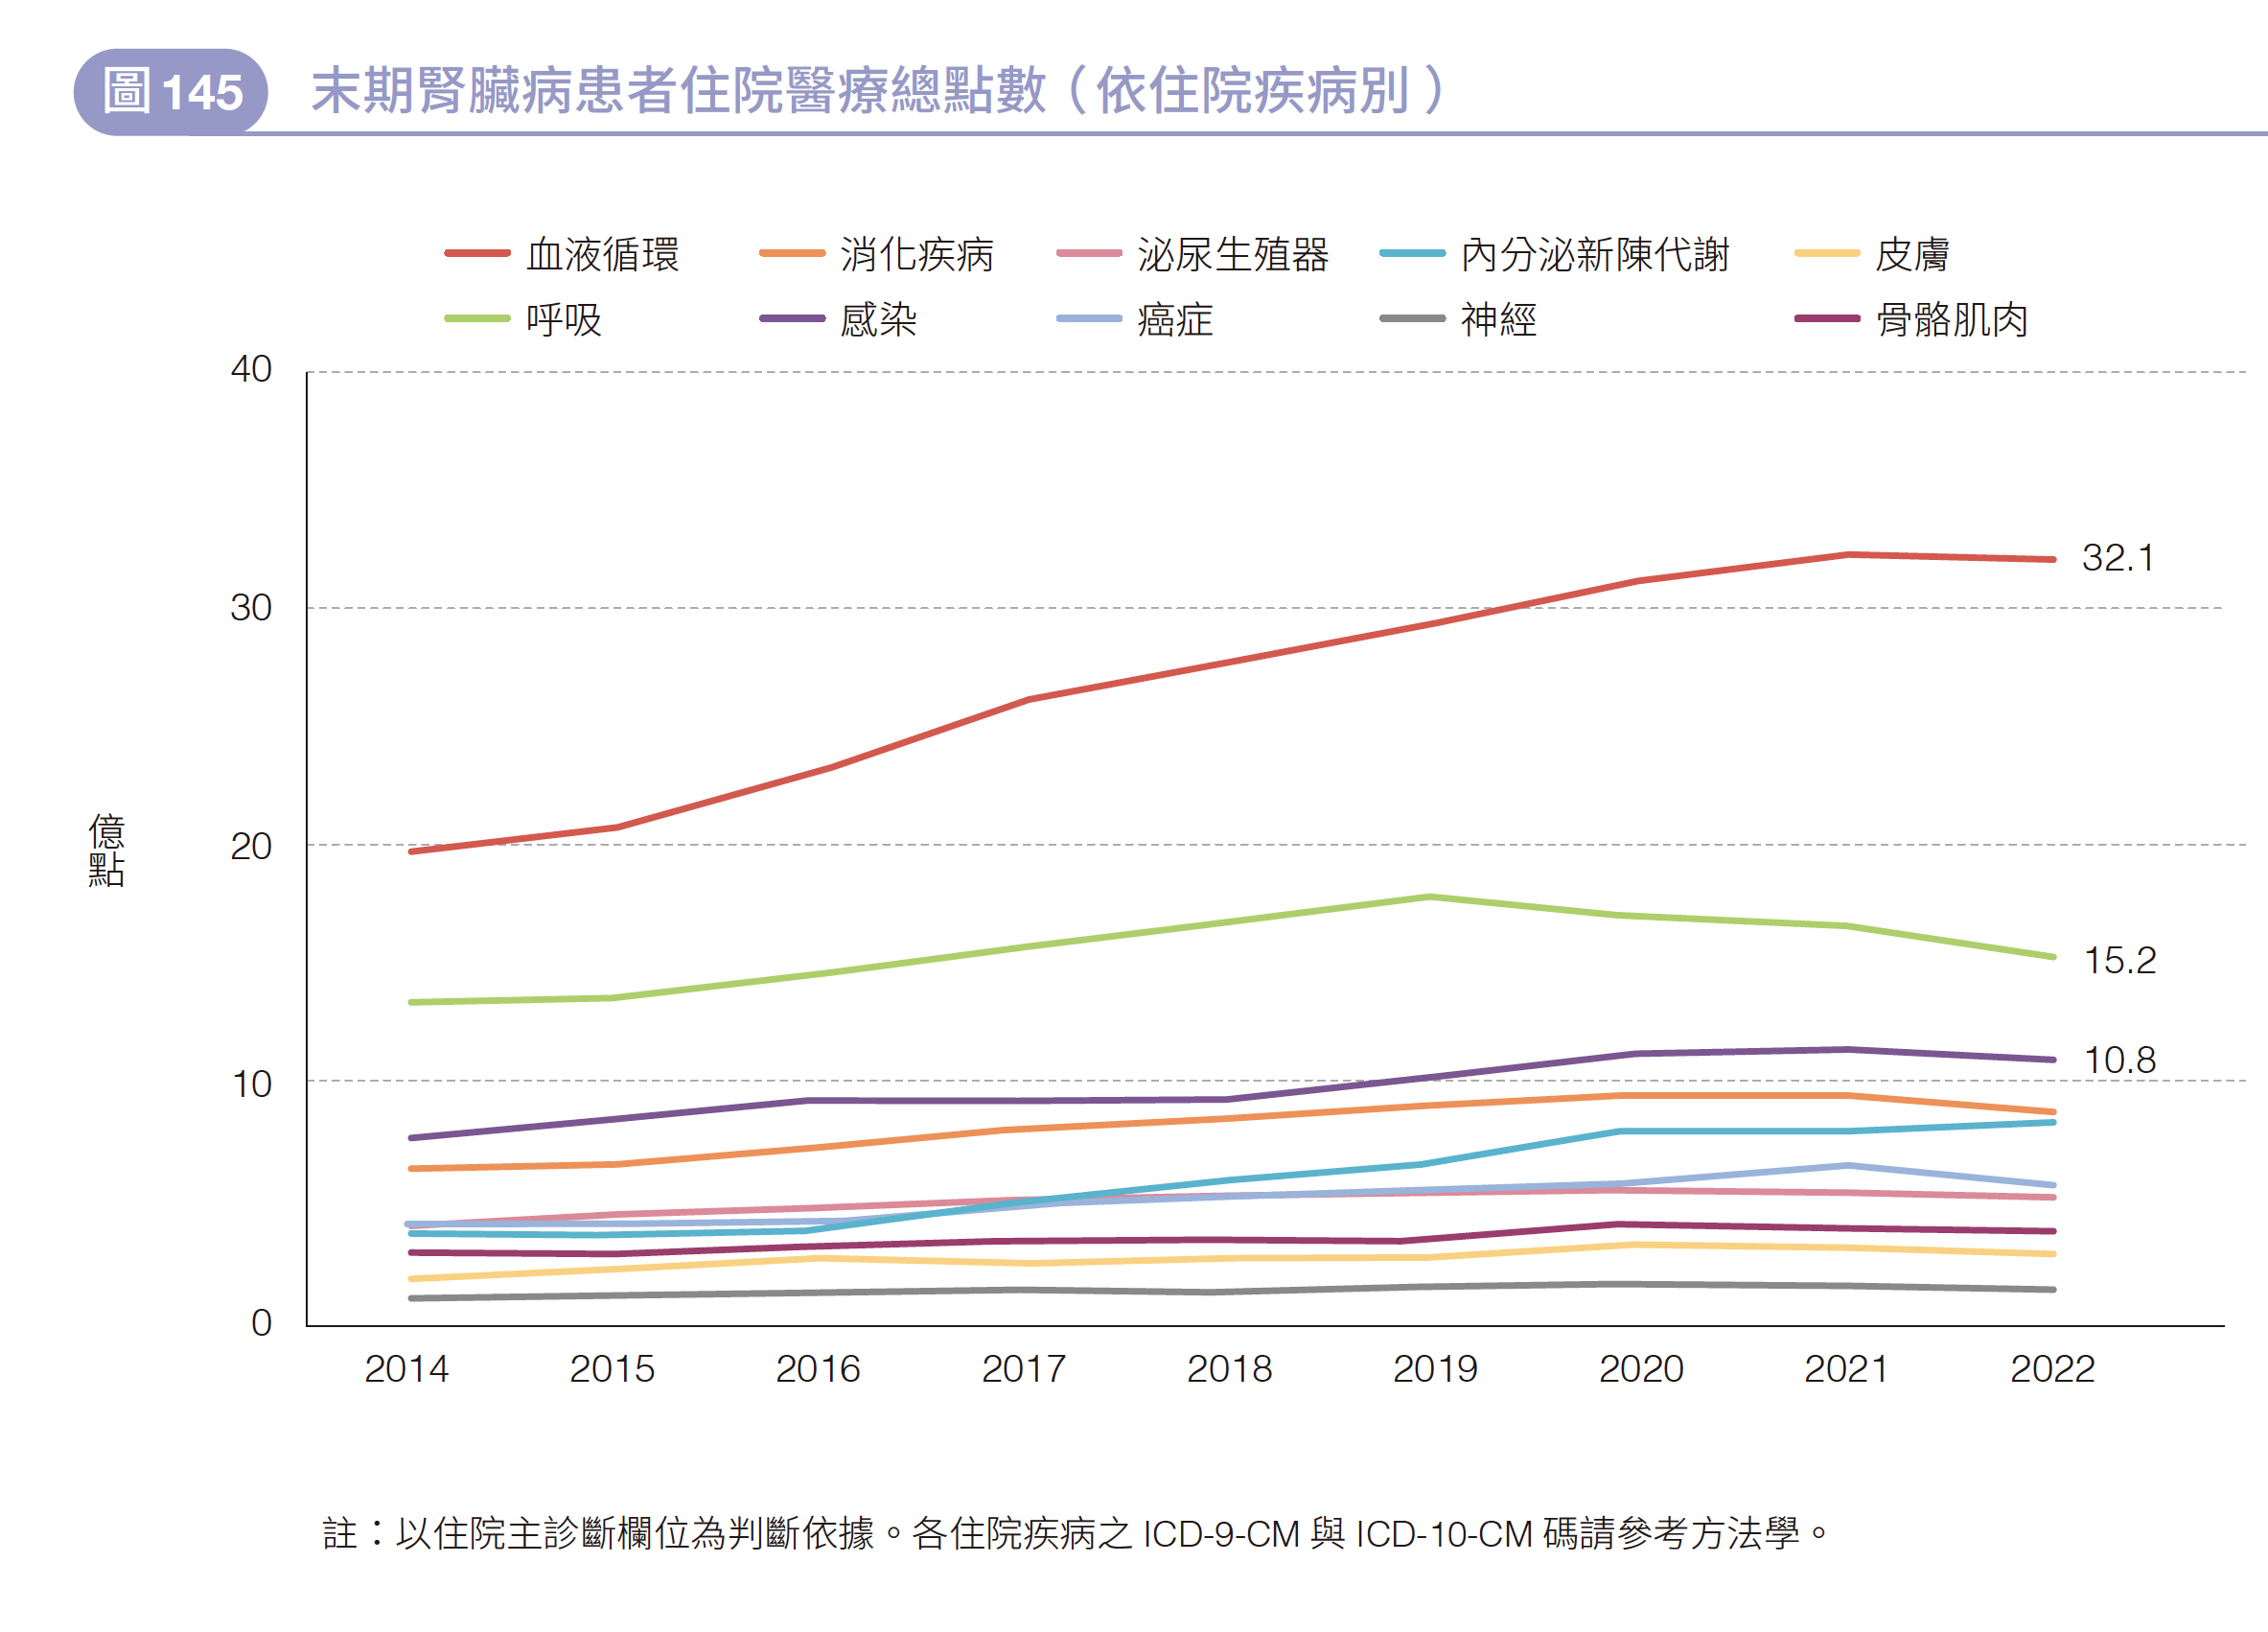 圖145 末期腎臟病患者住院醫療總點數（依住院疾病別）
血液循環 消化疾病 泌尿生殖器 內分泌新陳代謝 皮膚
呼吸 感染 癌症 神經 骨骼肌肉
40
30
20
10
0
億點
32.1
15.2
10.8
2014 2015 2016 2017 2018 2019 2020 2021 2022
註：以住院主診斷欄位為判斷依據。各住院疾病之 ICD-9-CM 與 ICD-10-CM 碼請參考方法學。